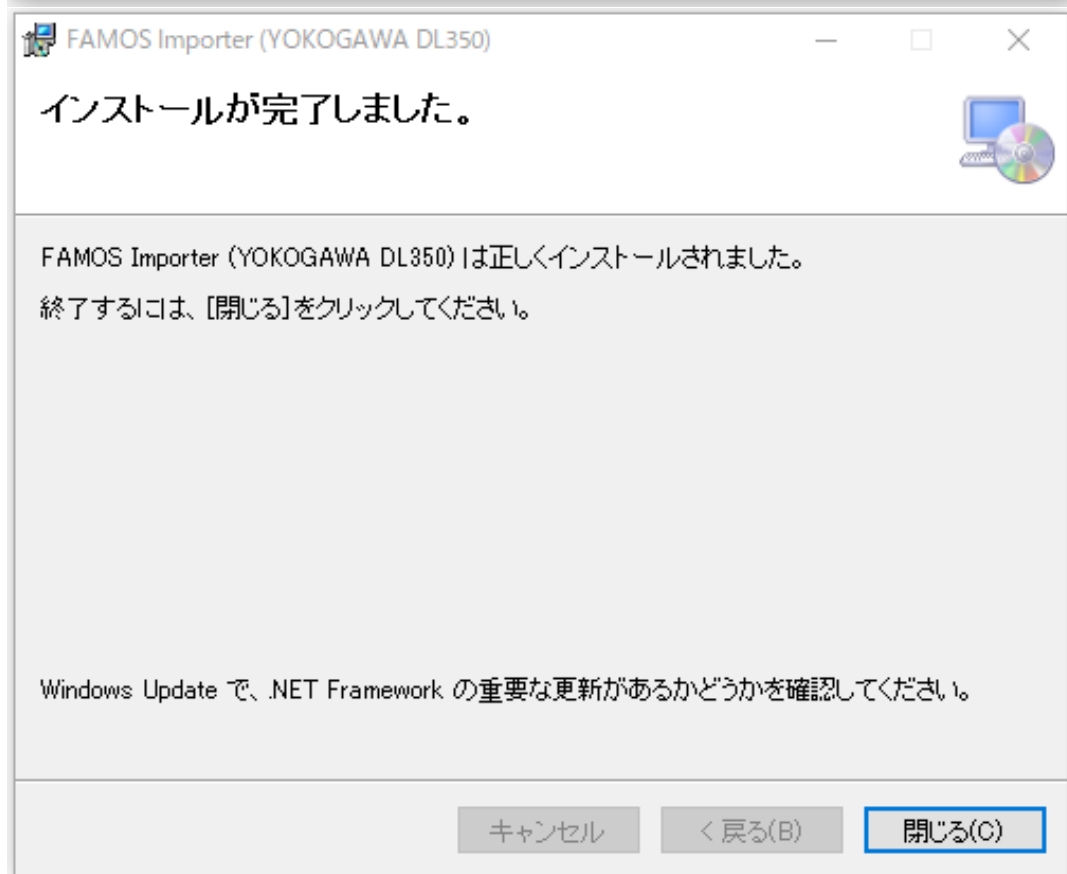 FAMOS Importer (YOKOGAWA DL350)
インストールが完了しました。
FAMOS Importer (YOKOGAWA DL350) は正しくインストールされました。
終了するには、[閉じる]をクリックしてください。
Windows Update で、.NET Framework の重要な更新があるかどうかを確認してください。
キャンセル
< 戻る(B)
閉じる(C)